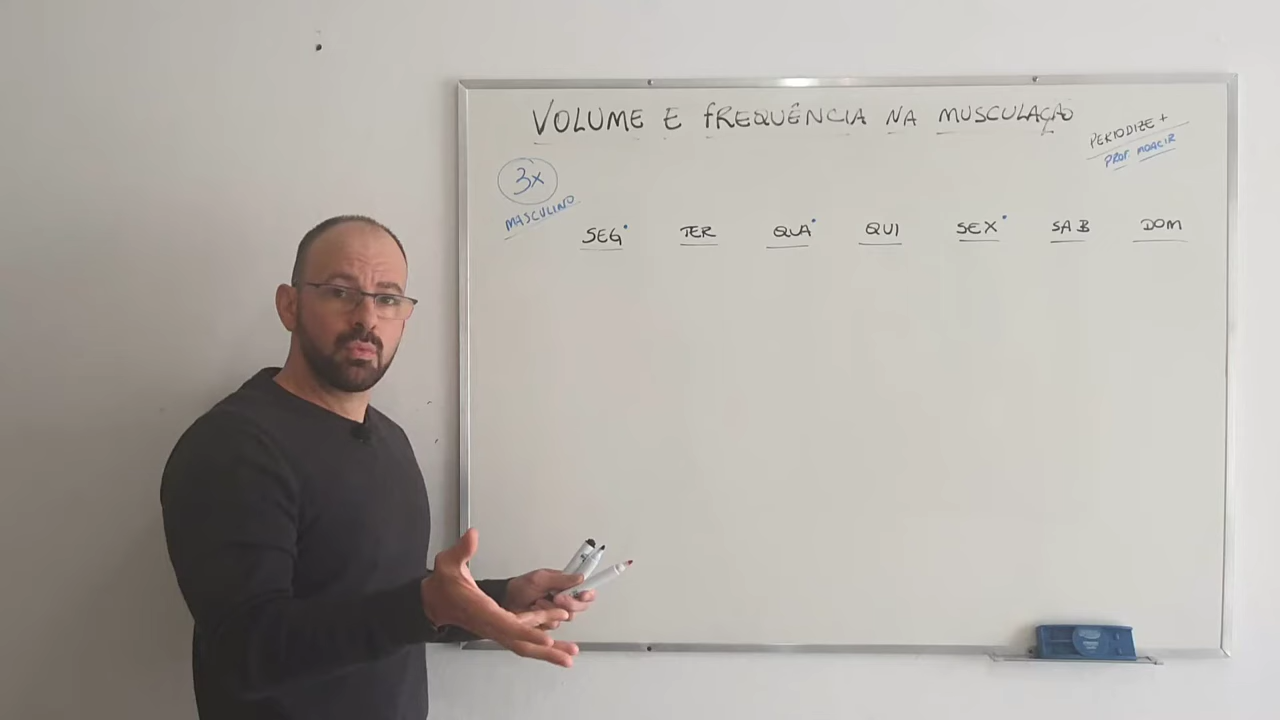 VOLUME E FREQUÊNCIA NA MUSCULAÇÃO
PERIODIZE +
PROF. MOACIR
3x
MASCULINO
SEG TER QUA QUI SEX SAB DOM